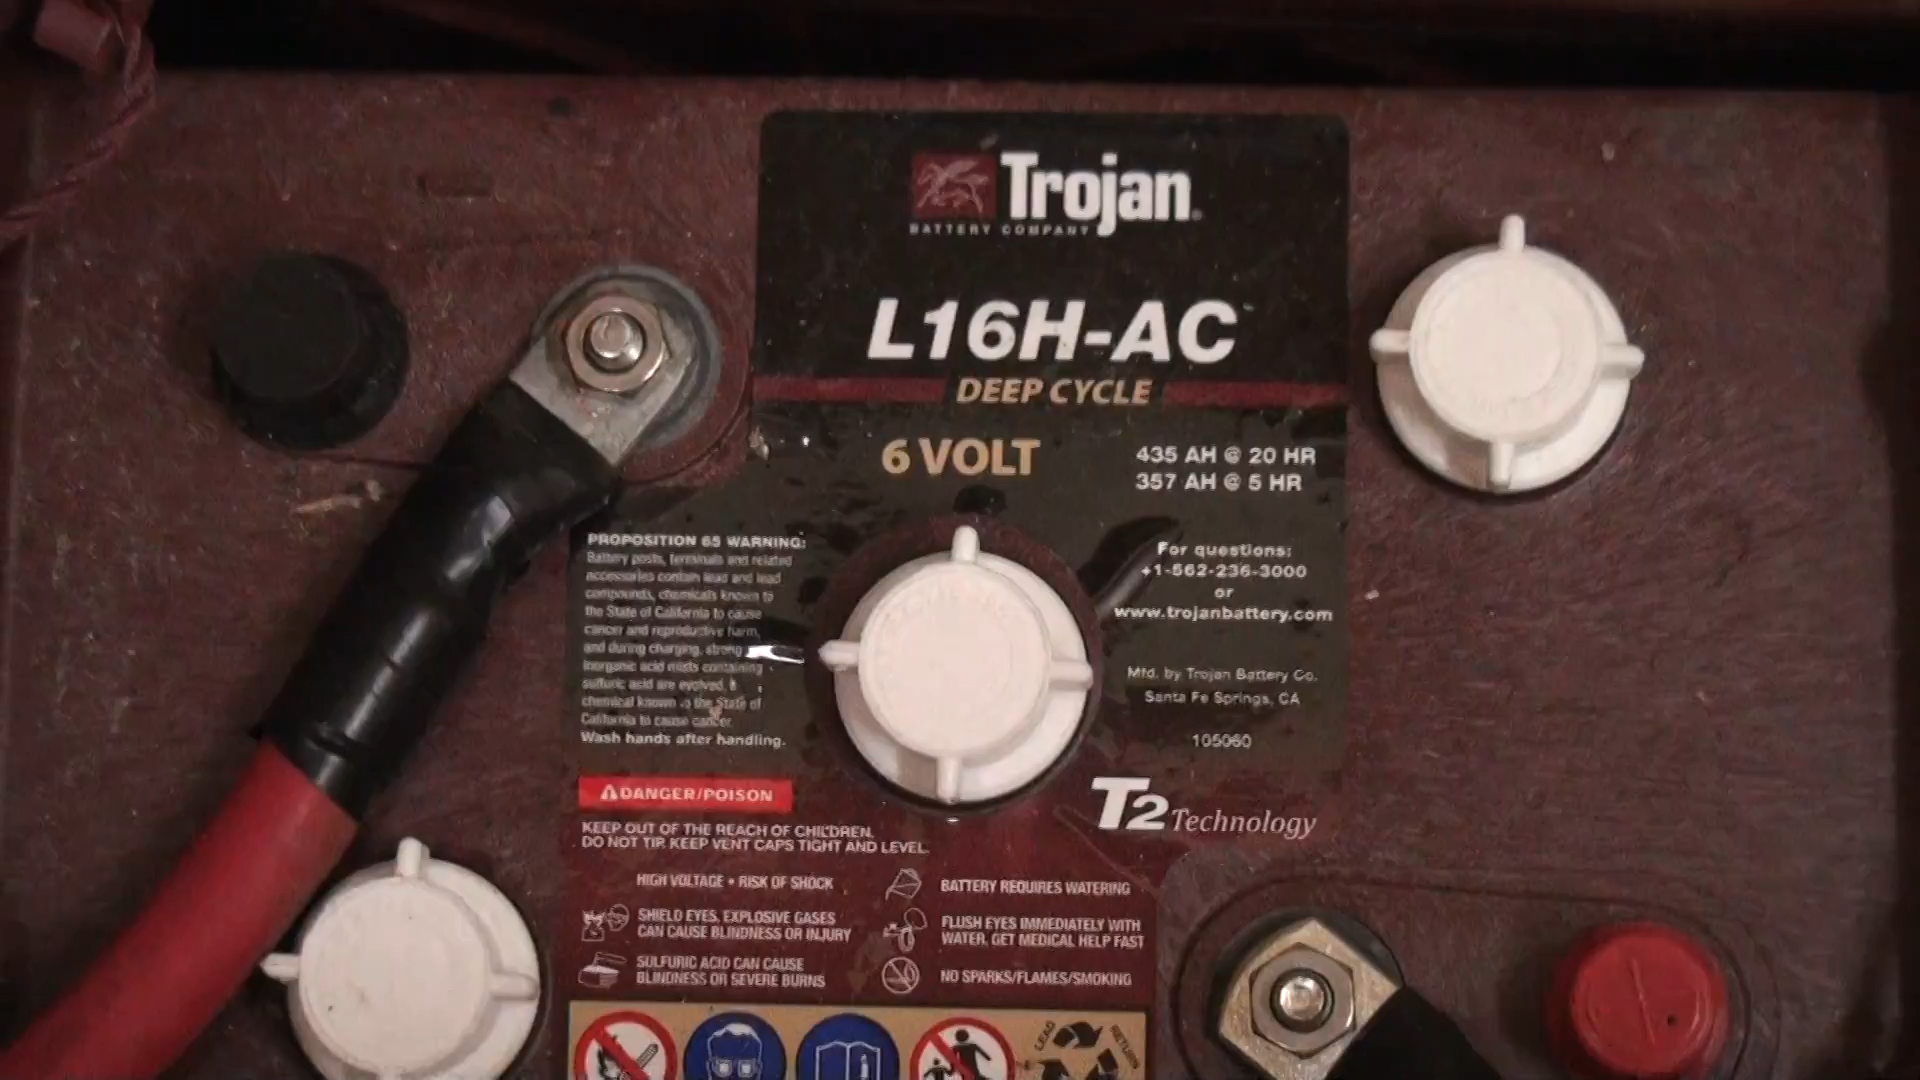 Trojan
BATTERY COMPANY
L16H-AC
DEEP CYCLE
6 VOLT
435 AH @ 20 HR
357 AH @ 5 HR
PROPOSITION 65 WARNING:
Battery posts, terminals and related
accessories contain lead and lead
compounds, chemicals known to
the State of California to cause
cancer and reproductive harm,
and during charging, strong
inorganic acid mists containing
sulfuric acid are evolved, a
chemical known to the State of
California to cause cancer.
Wash hands after handling.
For questions:
+1-562-236-3000
or
www.trojanbattery.com
Mfd. by Trojan Battery Co.
Santa Fe Springs, CA
105060
T2 Technology
DANGER/POISON
KEEP OUT OF THE REACH OF CHILDREN.
DO NOT TIP. KEEP VENT CAPS TIGHT AND LEVEL.
HIGH VOLTAGE • RISK OF SHOCK
SHIELD EYES. EXPLOSIVE GASES
CAN CAUSE BLINDNESS OR INJURY
SULFURIC ACID CAN CAUSE
BLINDNESS OR SEVERE BURNS
BATTERY REQUIRES WATERING
FLUSH EYES IMMEDIATELY WITH
WATER. GET MEDICAL HELP FAST
NO SPARKS/FLAMES/SMOKING
LEAD
RETURN